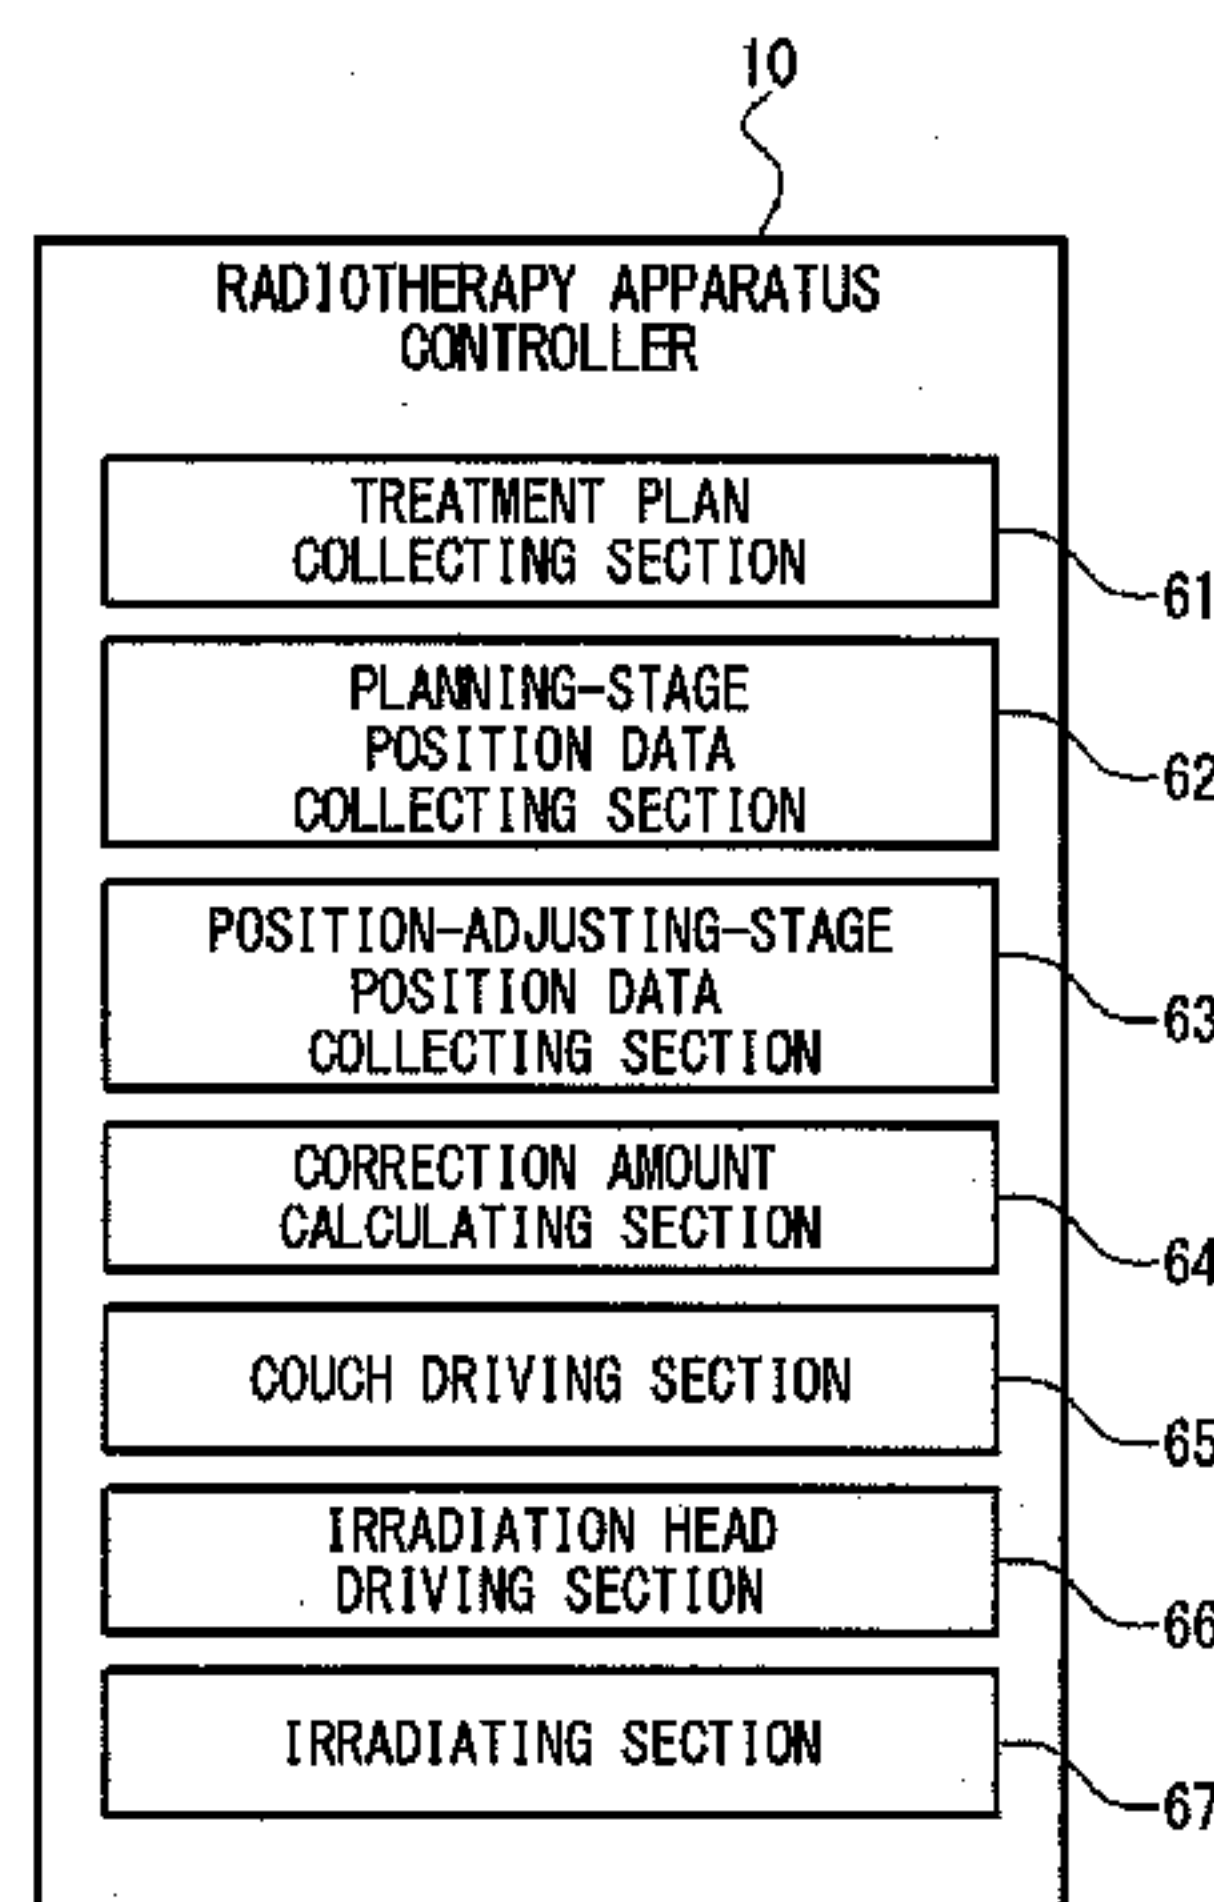 10
RADIOTHERAPY APPARATUS
CONTROLLER
TREATMENT PLAN
COLLECTING SECTION
61
PLANNING-STAGE
POSITION DATA
COLLECTING SECTION
62
POSITION-ADJUSTING-STAGE
POSITION DATA
COLLECTING SECTION
63
CORRECTION AMOUNT
CALCULATING SECTION
64
COUCH DRIVING SECTION
65
IRRADIATION HEAD
DRIVING SECTION
66
IRRADIATING SECTION
67